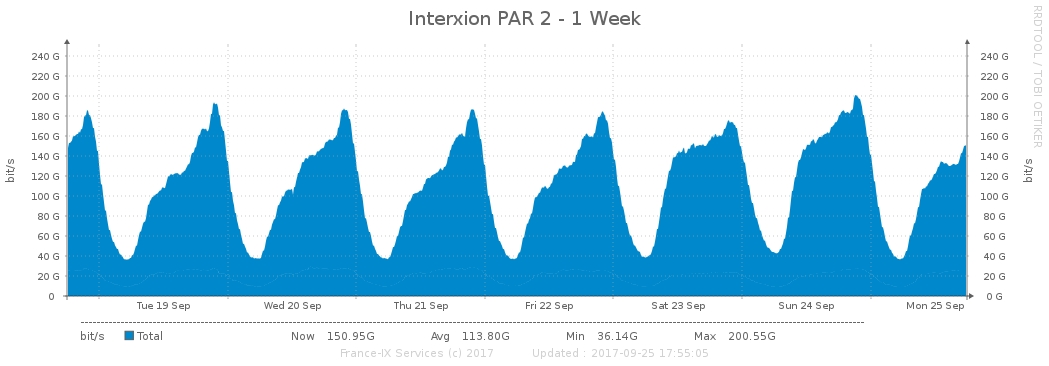 Interxion PAR 2 - 1 Week
RRDTOOL / TOBI OETIKER
240 G 240 G
220 G 220 G
200 G 200 G
180 G 180 G
160 G 160 G
140 G 140 G
120 G 120 G
100 G 100 G
80 G 80 G
60 G 60 G
40 G 40 G
20 G 20 G
0 0 G
bit/s bit/s
Tue 19 Sep Wed 20 Sep Thu 21 Sep Fri 22 Sep Sat 23 Sep Sun 24 Sep Mon 25 Sep
bit/s Total Now 150.95G Avg 113.80G Min 36.14G Max 200.55G
France-IX Services (c) 2017 Updated : 2017-09-25 17:55:05